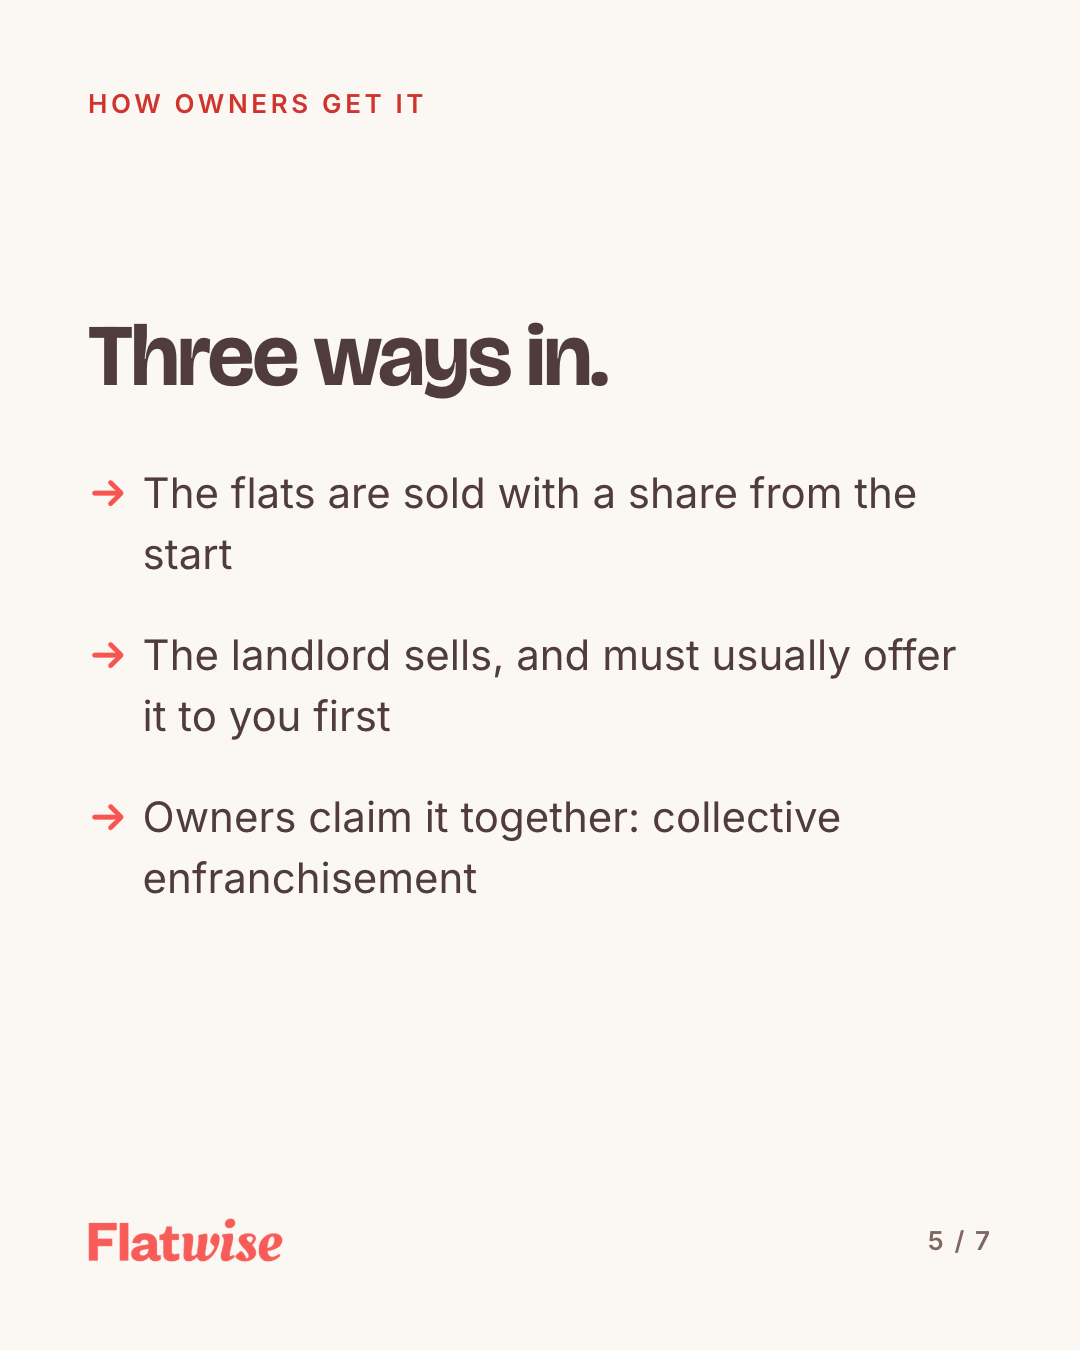 HOW OWNERS GET IT
Three ways in.
→ The flats are sold with a share from the
start
→ The landlord sells, and must usually offer
it to you first
→ Owners claim it together: collective
enfranchisement
Flatwise
5 / 7